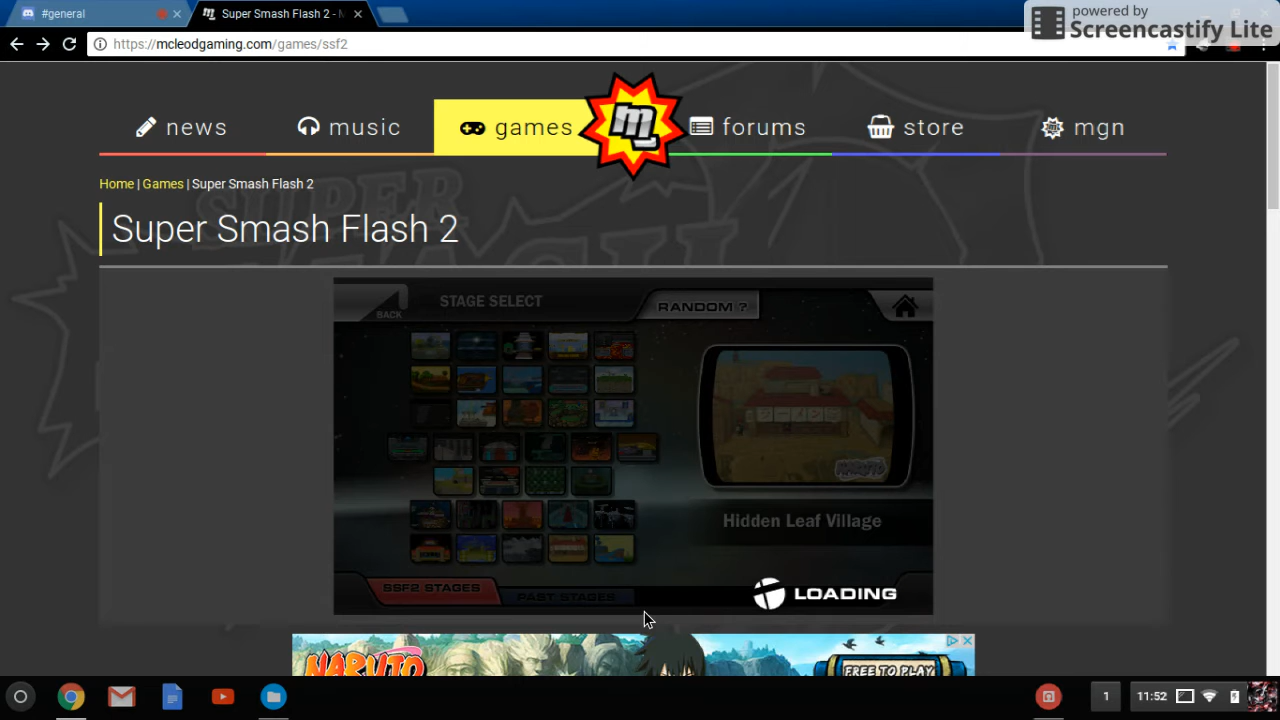 #general
Super Smash Flash 2 - M
powered by
Screencastify Lite
https://mcleodgaming.com/games/ssf2
news
music
games
m
forums
store
mgn
Home | Games | Super Smash Flash 2
Super Smash Flash 2
BACK
STAGE SELECT
RANDOM ?
NARUTO
Hidden Leaf Village
SSF2 STAGES
PAST STAGES
LOADING
NARUTO
FREE TO PLAY
1
11:52